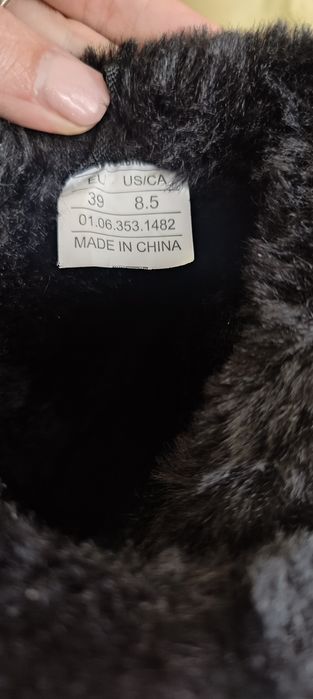 EU US/CA
39 8.5
01.06.353.1482
MADE IN CHINA